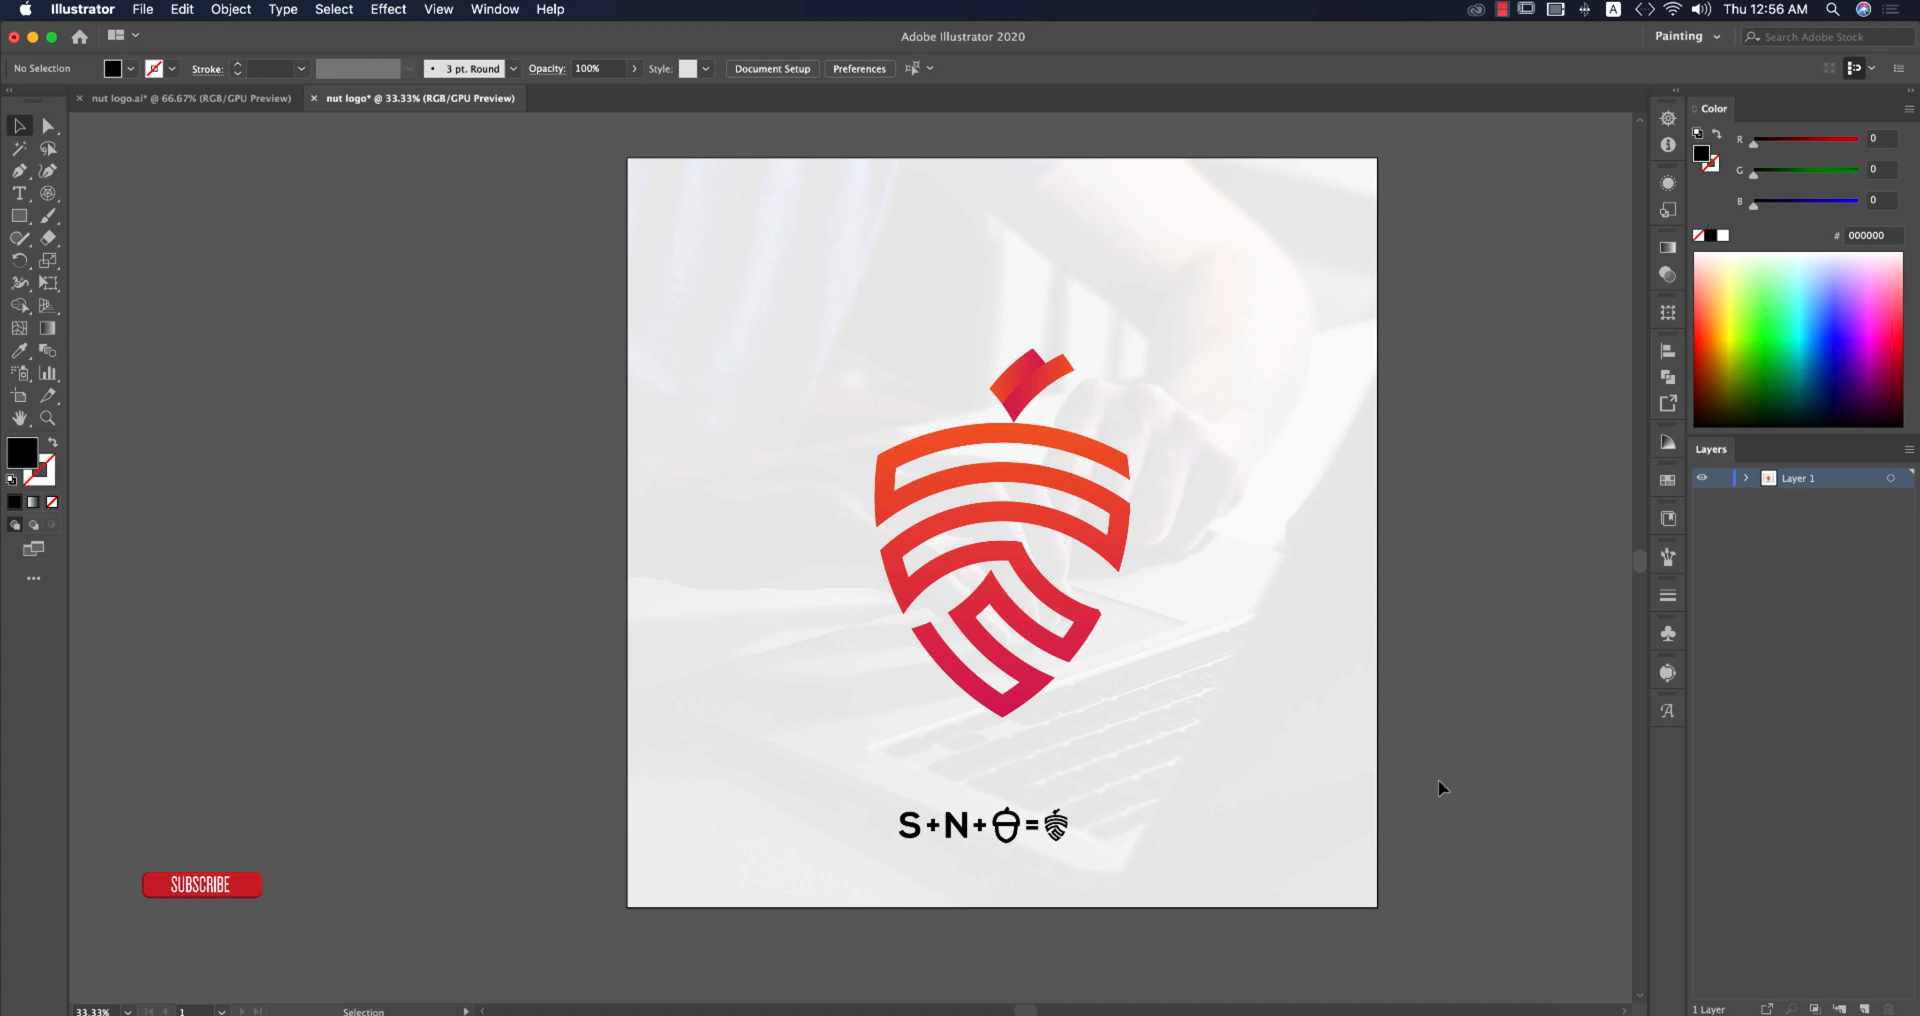 Illustrator File Edit Object Type Select Effect View Window Help
A Thu 12:56 AM
Adobe Illustrator 2020
Painting
Search Adobe Stock
No Selection
Stroke:
3 pt. Round
Opacity: 100%
Style:
Document Setup
Preferences
nut logo.ai* @ 66.67% (RGB/GPU Preview)
nut logo* @ 33.33% (RGB/GPU Preview)
Color
R 0
G 0
B 0
# 000000
Layers
Layer 1
S+N+=
SUBSCRIBE
33.33%
1
Selection
1 Layer